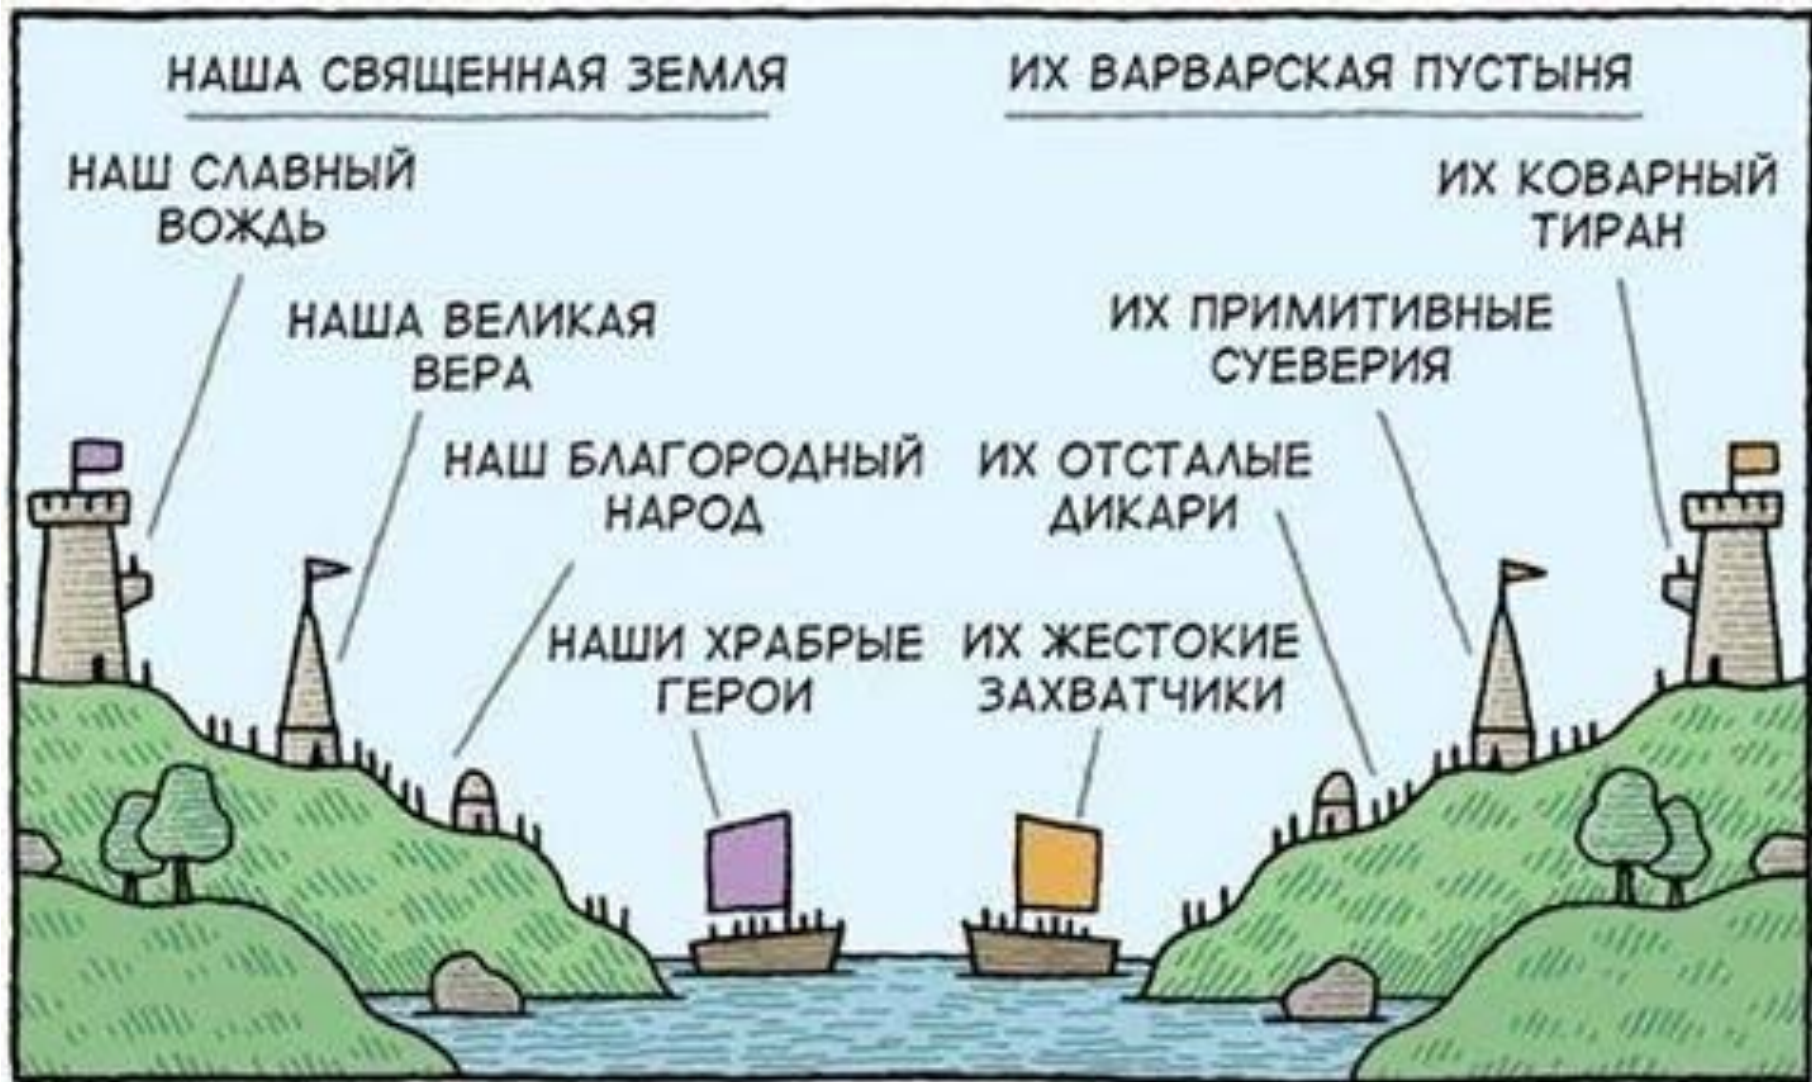 НАША СВЯЩЕННАЯ ЗЕМЛЯ
ИХ ВАРВАРСКАЯ ПУСТЫНЯ
НАШ СЛАВНЫЙ
ВОЖДЬ
ИХ КОВАРНЫЙ
ТИРАН
НАША ВЕЛИКАЯ
ВЕРА
ИХ ПРИМИТИВНЫЕ
СУЕВЕРИЯ
НАШ БЛАГОРОДНЫЙ
НАРОД
ИХ ОТСТАЛЫЕ
ДИКАРИ
НАШИ ХРАБРЫЕ
ГЕРОИ
ИХ ЖЕСТОКИЕ
ЗАХВАТЧИКИ